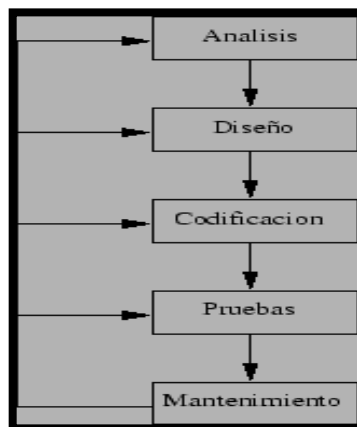 Analisis
Diseño
Codificacion
Pruebas
Mantenimiento